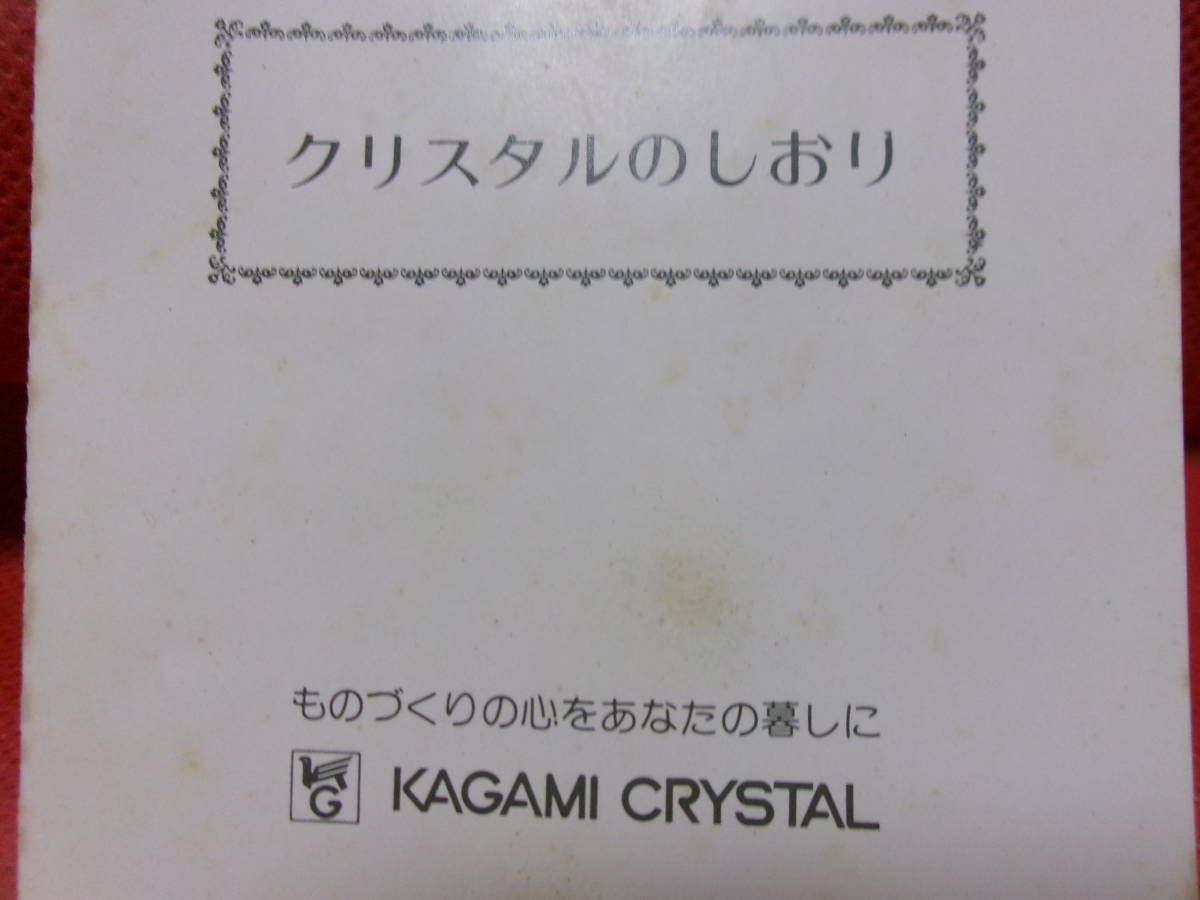 クリスタルのしおり
ものづくりの心をあなたの暮しに
KG KAGAMI CRYSTAL